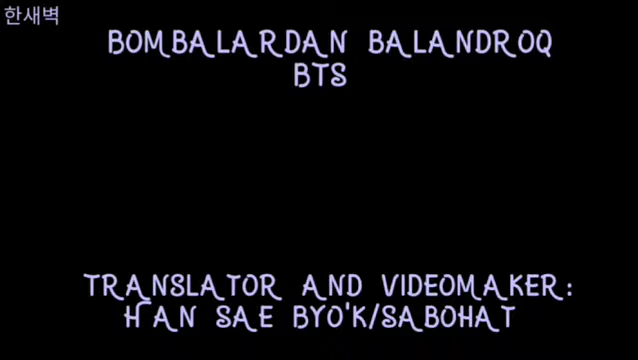 한새벽
BOMBALARDAN BALANDROQ
BTS
TRANSLATOR AND VIDEOMAKER:
HAN SAE BYO'K/SABOHAT